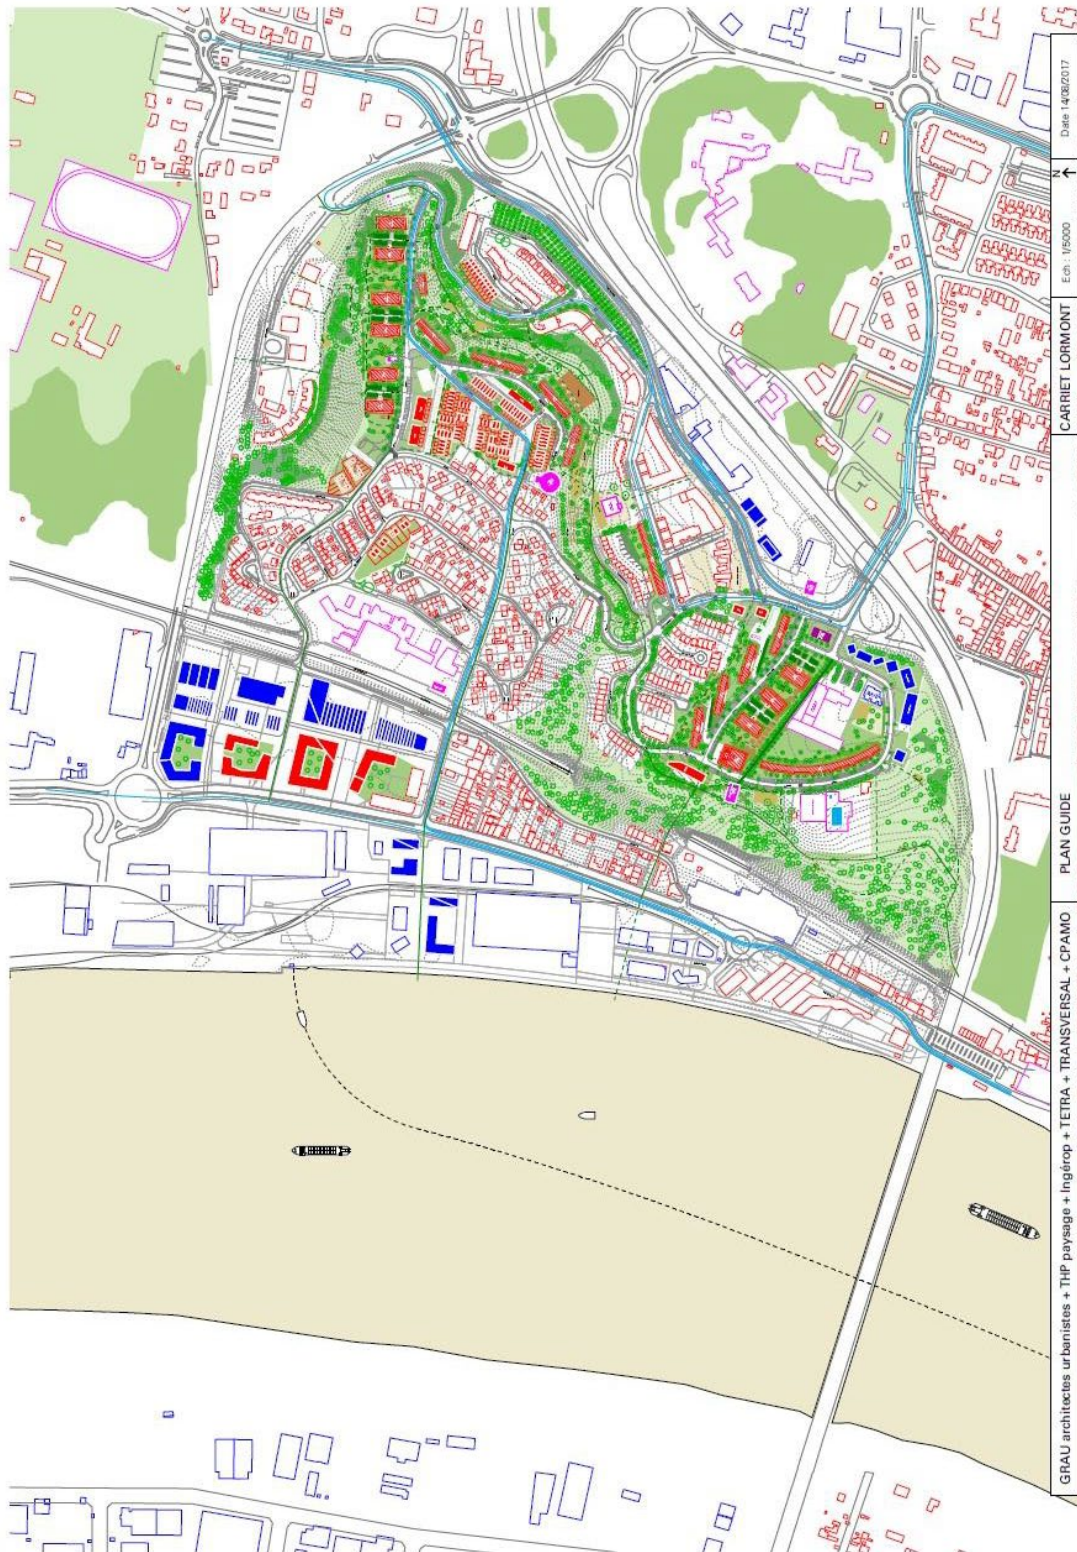 GRAU architectes urbanistes + THP paysage + Ingérop + TETRA + TRANSVERSAL + CPAMO
PLAN GUIDE
CARRIET LORMONT
Ech : 1/5000
N
Date 14/08/2017